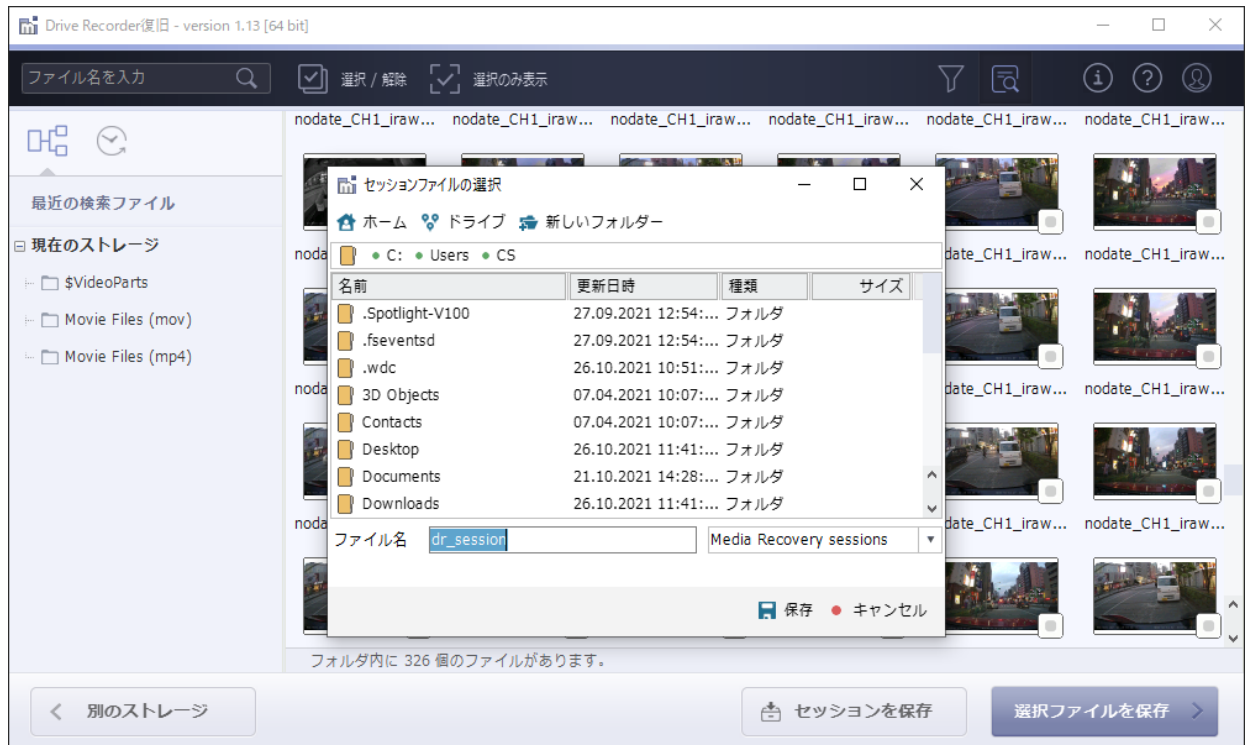 Drive Recorder復旧 - version 1.13 [64 bit]
ファイル名を入力
選択 / 解除
選択のみ表示
最近の検索ファイル
現在のストレージ
$VideoParts
Movie Files (mov)
Movie Files (mp4)
nodate_CH1_iraw... nodate_CH1_iraw... nodate_CH1_iraw... nodate_CH1_iraw... nodate_CH1_iraw... nodate_CH1_iraw...
noda
date_CH1_iraw... nodate_CH1_iraw...
noda
date_CH1_iraw... nodate_CH1_iraw...
noda
date_CH1_iraw... nodate_CH1_iraw...
セッションファイルの選択
ホーム ドライブ 新しいフォルダー
C: Users CS
名前 更新日時 種類 サイズ
.Spotlight-V100 27.09.2021 12:54:... フォルダ
.fseventsd 27.09.2021 12:54:... フォルダ
.wdc 26.10.2021 10:51:... フォルダ
3D Objects 07.04.2021 10:07:... フォルダ
Contacts 07.04.2021 10:07:... フォルダ
Desktop 26.10.2021 11:41:... フォルダ
Documents 21.10.2021 14:28:... フォルダ
Downloads 26.10.2021 11:41:... フォルダ
ファイル名 dr_session Media Recovery sessions
保存 キャンセル
フォルダ内に 326 個のファイルがあります。
別のストレージ
セッションを保存
選択ファイルを保存